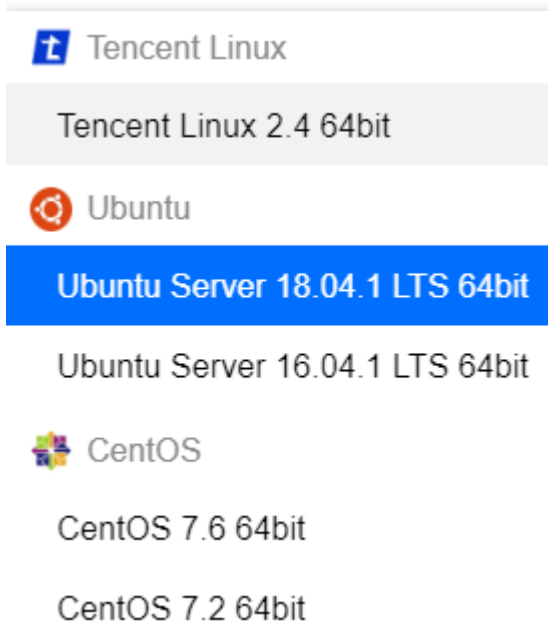 Tencent Linux
Tencent Linux 2.4 64bit
Ubuntu
Ubuntu Server 18.04.1 LTS 64bit
Ubuntu Server 16.04.1 LTS 64bit
CentOS
CentOS 7.6 64bit
CentOS 7.2 64bit